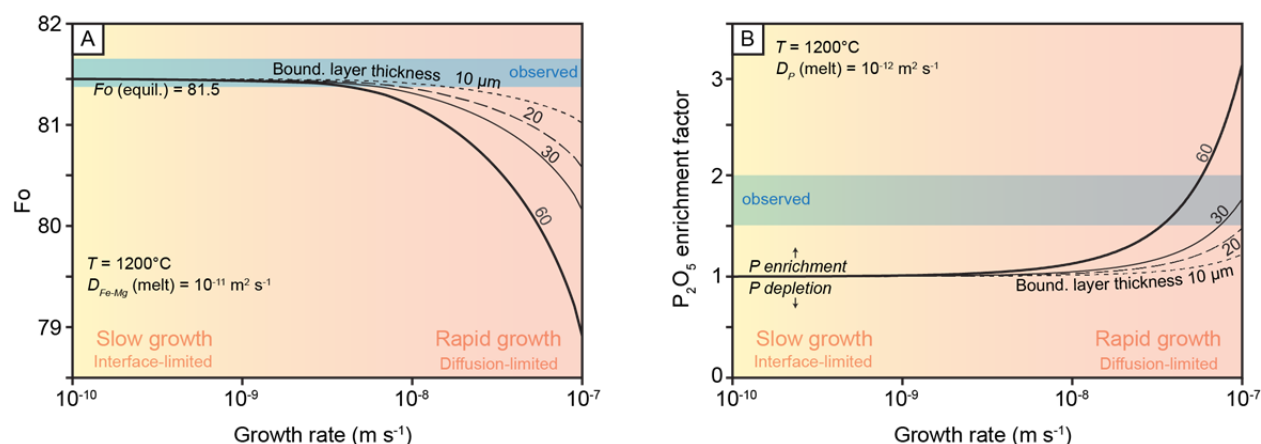 A
82
81
80
79
Fo
Bound. layer thickness 10 µm
observed
Fo (equil.) = 81.5
20
30
60
T = 1200°C
D_Fe-Mg (melt) = 10⁻¹¹ m² s⁻¹
Slow growth
Interface-limited
Rapid growth
Diffusion-limited
10⁻¹⁰
10⁻⁹
10⁻⁸
10⁻⁷
Growth rate (m s⁻¹)
B
T = 1200°C
D_P (melt) = 10⁻¹² m² s⁻¹
3
2
1
0
P₂O₅ enrichment factor
60
observed
30
20
P enrichment
P depletion
Bound. layer thickness 10 µm
Slow growth
Interface-limited
Rapid growth
Diffusion-limited
10⁻¹⁰
10⁻⁹
10⁻⁸
10⁻⁷
Growth rate (m s⁻¹)